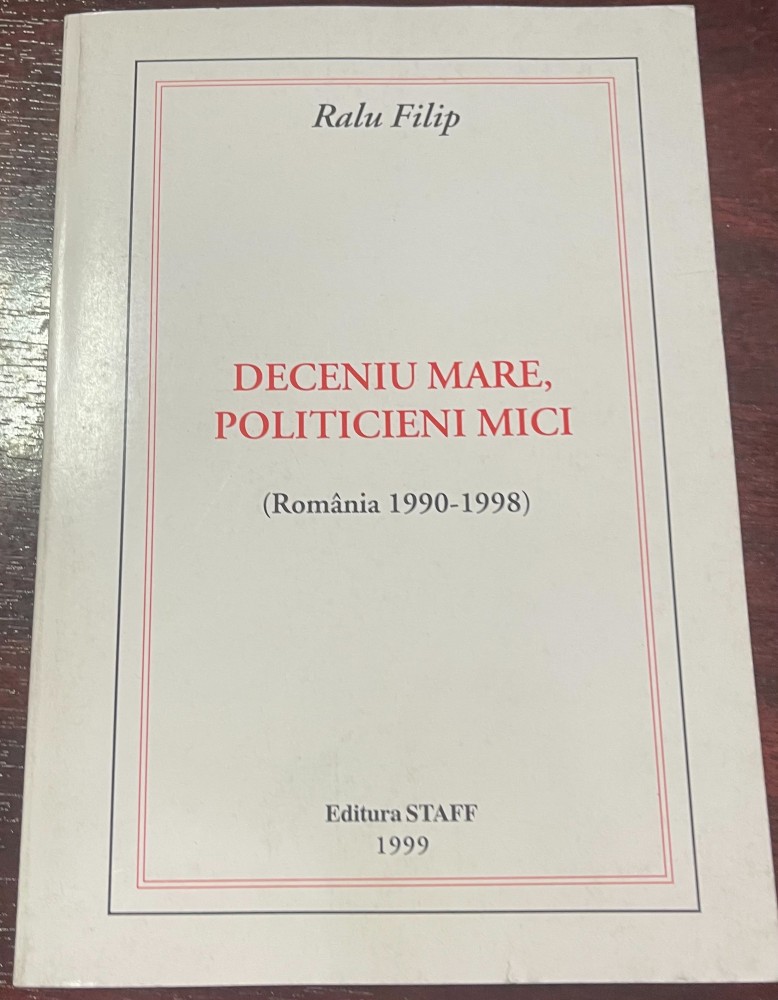 Ralu Filip
DECENIU MARE,
POLITICIENI MICI
(România 1990-1998)
Editura STAFF
1999